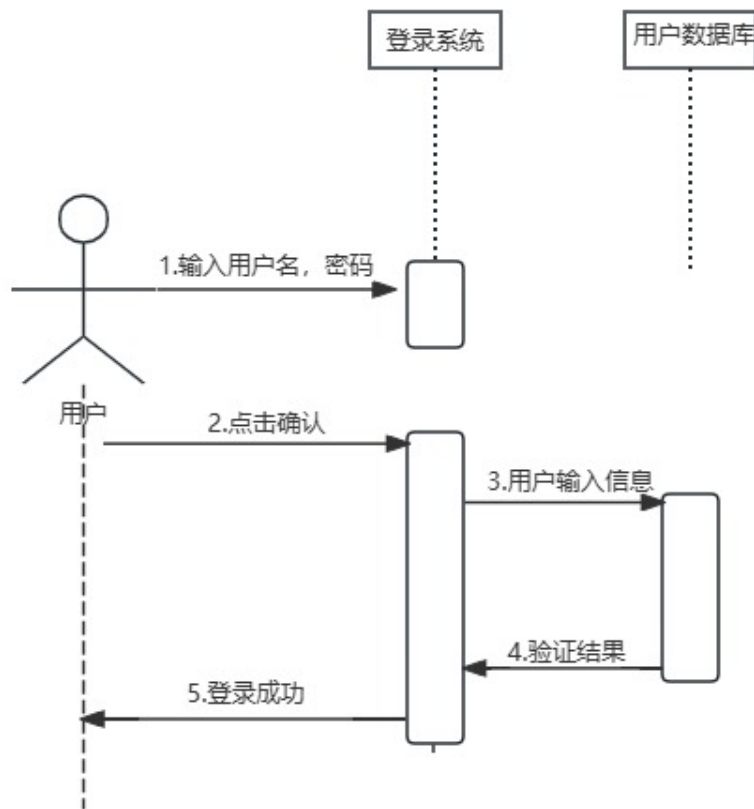 登录系统
用户数据库
1.输入用户名，密码
用户
2.点击确认
3.用户输入信息
4.验证结果
5.登录成功